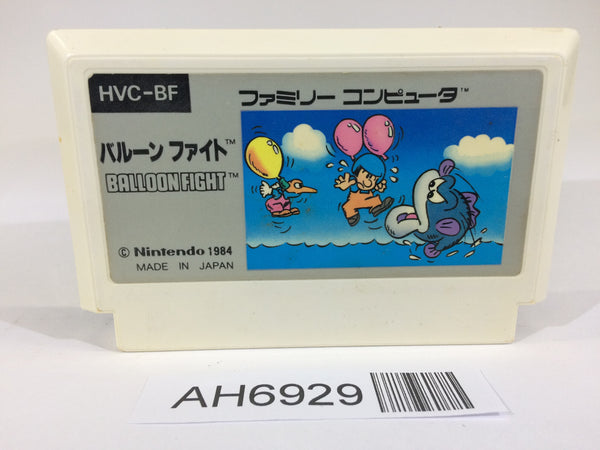 HVC-BF
ファミリー コンピュータ™
バルーン ファイト™
BALLOON FIGHT™
© Nintendo 1984
MADE IN JAPAN
AH6929